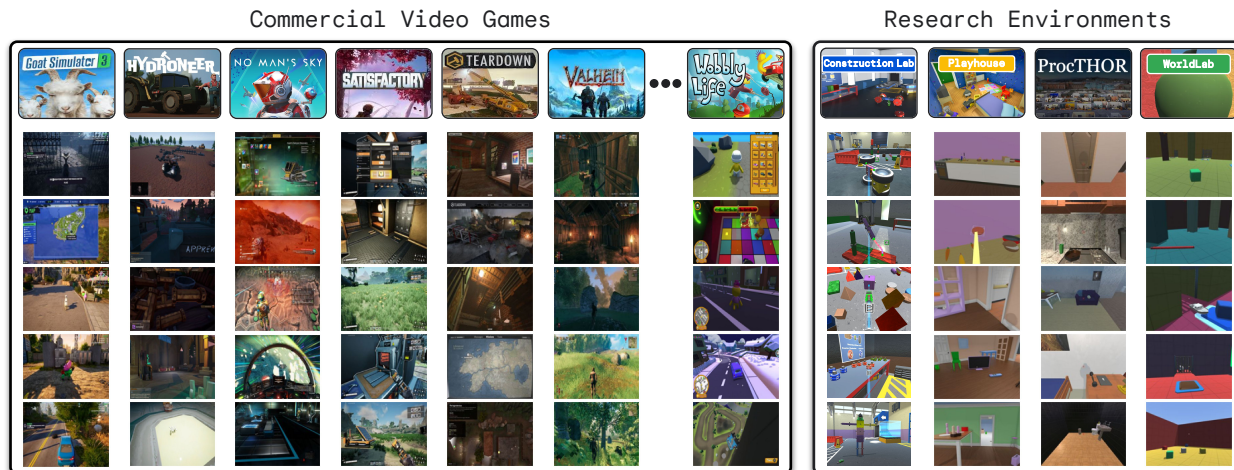 Commercial Video Games
Research Environments
Goat Simulator 3
HYDRONEER
NO MAN'S SKY
SATISFACTORY
TEARDOWN
VALHEIM
Wobbly Life
Construction Lab
Playhouse
ProcTHOR
WorldLab